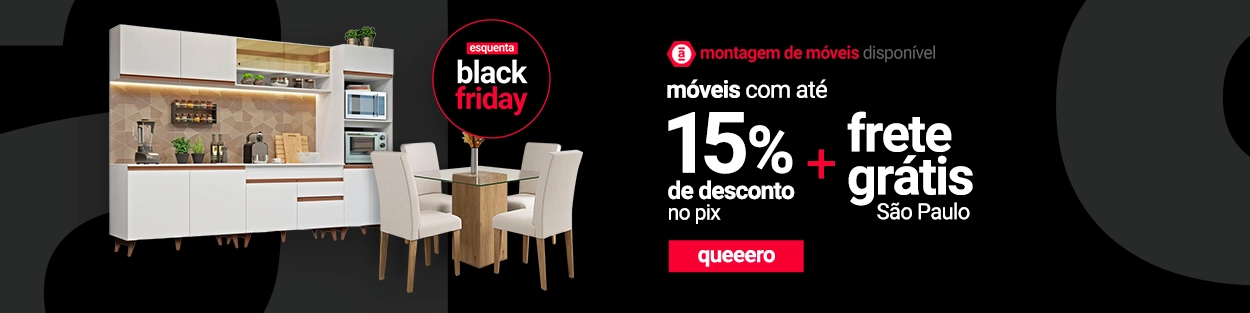 esquenta
black
friday
a montagem de móveis disponível
móveis com até
15%
de desconto
no pix
+
frete
grátis
São Paulo
queeero